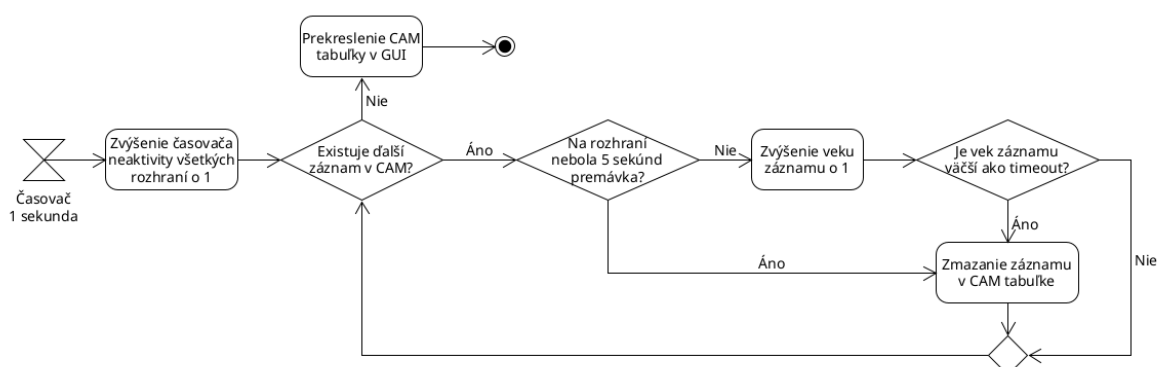 Prekreslenie CAM
tabuľky v GUI
Nie
Časovač
1 sekunda
Zvýšenie časovača
neaktivity všetkých
rozhraní o 1
Existuje ďalší
záznam v CAM?
Áno
Na rozhraní
nebola 5 sekúnd
premávka?
Nie
Zvýšenie veku
záznamu o 1
Je vek záznamu
väčší ako timeout?
Áno
Nie
Áno
Zmazanie záznamu
v CAM tabuľke